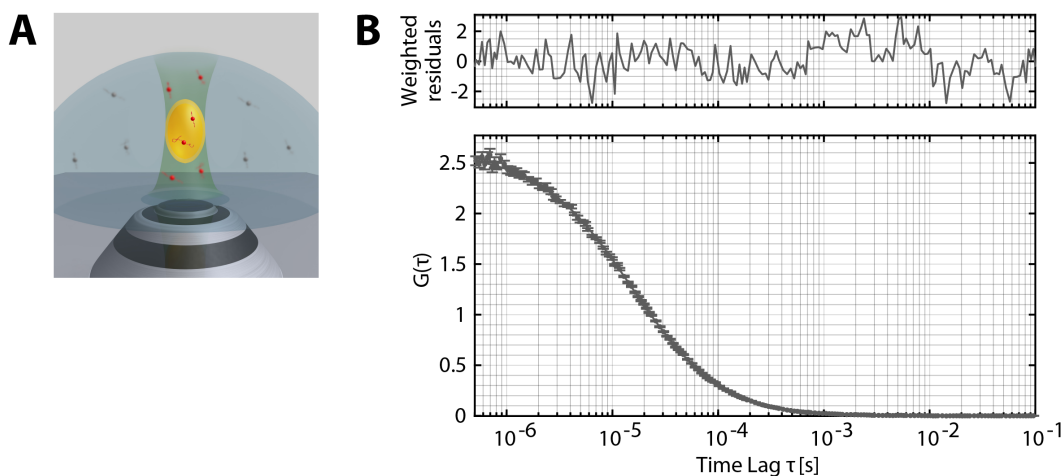 A
B
Weighted
residuals
2
0
-2
G(τ)
2.5
2
1.5
1
0.5
0
10⁻⁶ 10⁻⁵ 10⁻⁴ 10⁻³ 10⁻² 10⁻¹
Time Lag τ [s]